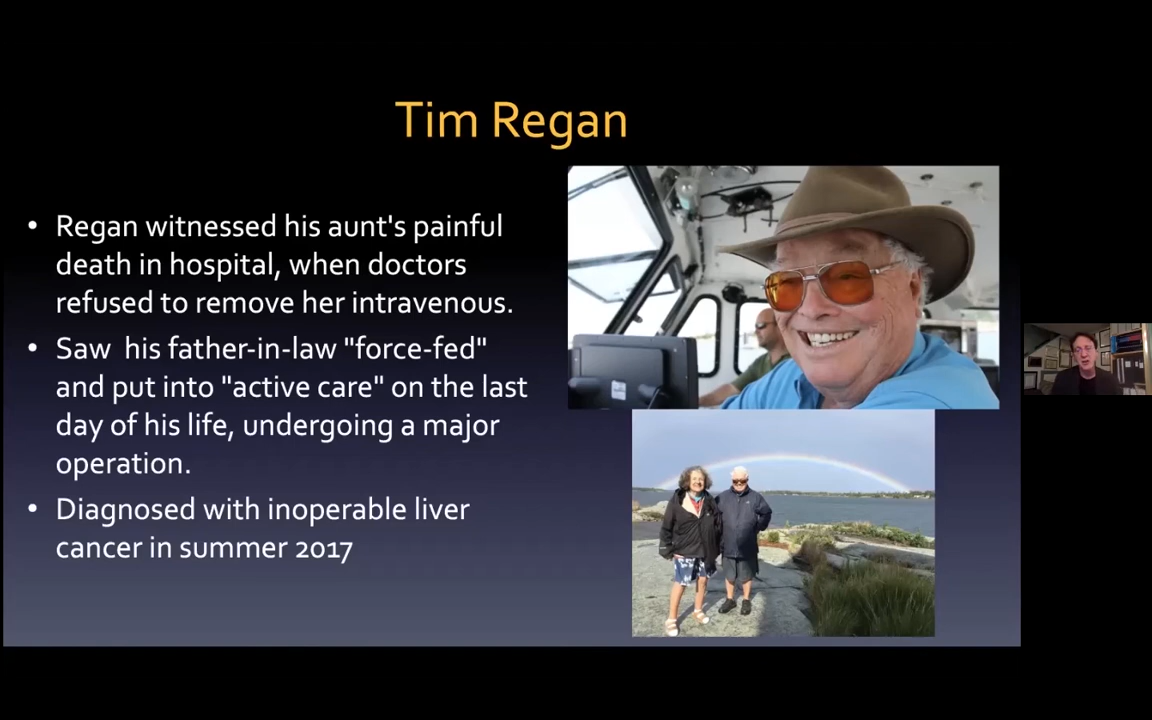 Tim Regan
• Regan witnessed his aunt's painful
death in hospital, when doctors
refused to remove her intravenous.
• Saw  his father-in-law "force-fed"
and put into "active care" on the last
day of his life, undergoing a major
operation.
• Diagnosed with inoperable liver
cancer in summer 2017